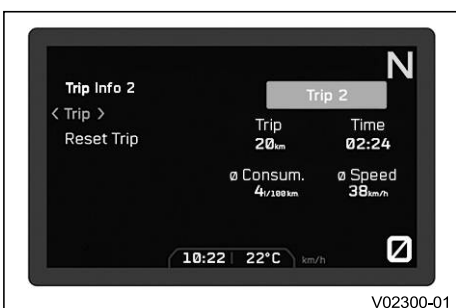 N
Trip Info 2
Trip 2
< Trip >
Reset Trip
Trip Time
20km 02:24
ø Consum. ø Speed
4l/100km 38km/h
10:22 22°C km/h
0
V02300-01